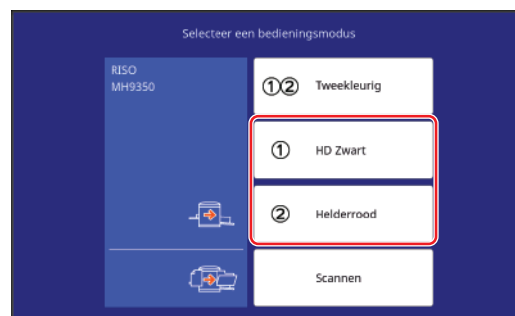 Selecteer een bedieningsmodus
RISO
MH9350
①② Tweekleurig
① HD Zwart
② Helderrood
Scannen